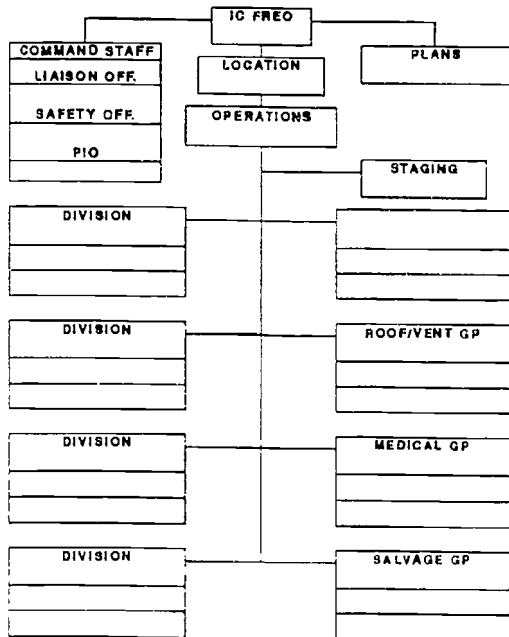 IC FREQ
COMMAND STAFF
LIAISON OFF.
SAFETY OFF.
PIO
LOCATION
PLANS
OPERATIONS
STAGING
DIVISION
DIVISION
ROOF/VENT GP
DIVISION
MEDICAL GP
DIVISION
SALVAGE GP